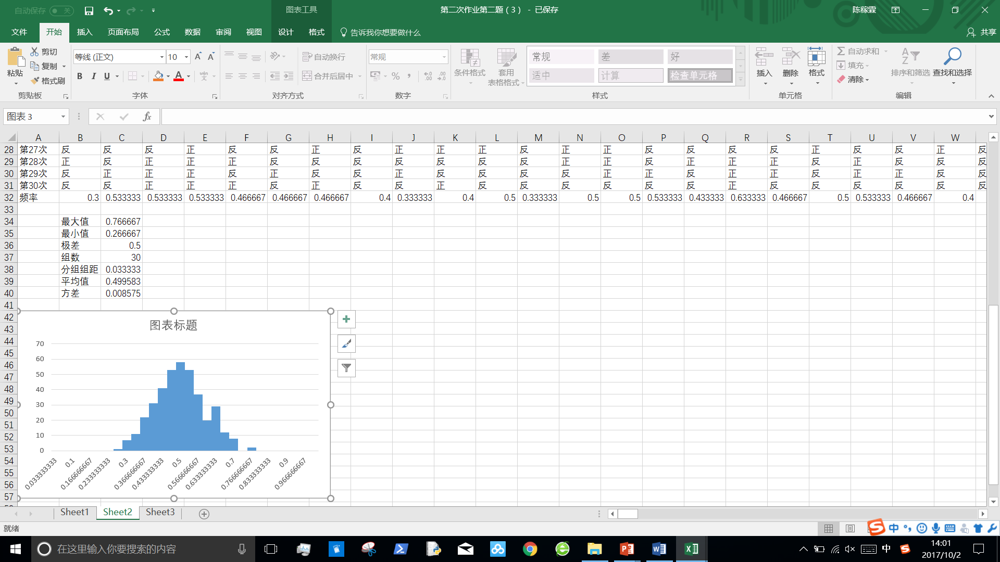 自动保存 关 图表工具 第二次作业第二题（3） - 已保存 陈稼霖
文件 开始 插入 页面布局 公式 数据 审阅 视图 设计 格式 告诉我你想要做什么 共享
粘贴 剪切 复制 格式刷 剪贴板
等线 (正文) 10 B I U A wén 文 字体
自动换行 合并后居中 对齐方式
常规 % 数字
条件格式 套用 表格格式 常规 差 好 适中 计算 检查单元格 样式
插入 删除 格式 单元格
自动求和 填充 清除 排序和筛选 查找和选择 编辑
图表 3 fx
A B C D E F G H I J K L M N O P Q R S T U V W
28 第27次 反 反 反 正 反 反 正 反 正 正 正 反 正 正 反 反 反 反 正 反 反 正 反
29 第28次 正 反 正 正 正 反 反 反 反 反 反 反 正 正 反 正 正 正 反 正 反 反 反
30 第29次 反 正 正 正 反 正 反 反 正 反 反 反 反 正 正 反 正 正 反 正 正 反 反
31 第30次 反 反 正 正 正 反 正 反 反 正 反 反 反 反 反 反 正 反 反 反 反 反 反
32 频率 0.3 0.533333 0.533333 0.533333 0.466667 0.466667 0.466667 0.4 0.333333 0.4 0.5 0.333333 0.5 0.5 0.533333 0.433333 0.633333 0.466667 0.5 0.533333 0.466667 0.4
33
34 最大值 0.766667
35 最小值 0.266667
36 极差 0.5
37 组数 30
38 分组组距 0.033333
39 平均值 0.499583
40 方差 0.008575
41
42
43
44
45
46
47
48
49
50
51
52
53
54
55
56
57
图表标题
70
60
50
40
30
20
10
0
0.033333333 0.1 0.166666667 0.233333333 0.3 0.366666667 0.433333333 0.5 0.566666667 0.633333333 0.7 0.766666667 0.833333333 0.9 0.966666667
Sheet1 Sheet2 Sheet3
就绪
中
在这里输入你要搜索的内容
中 14:01
2017/10/2